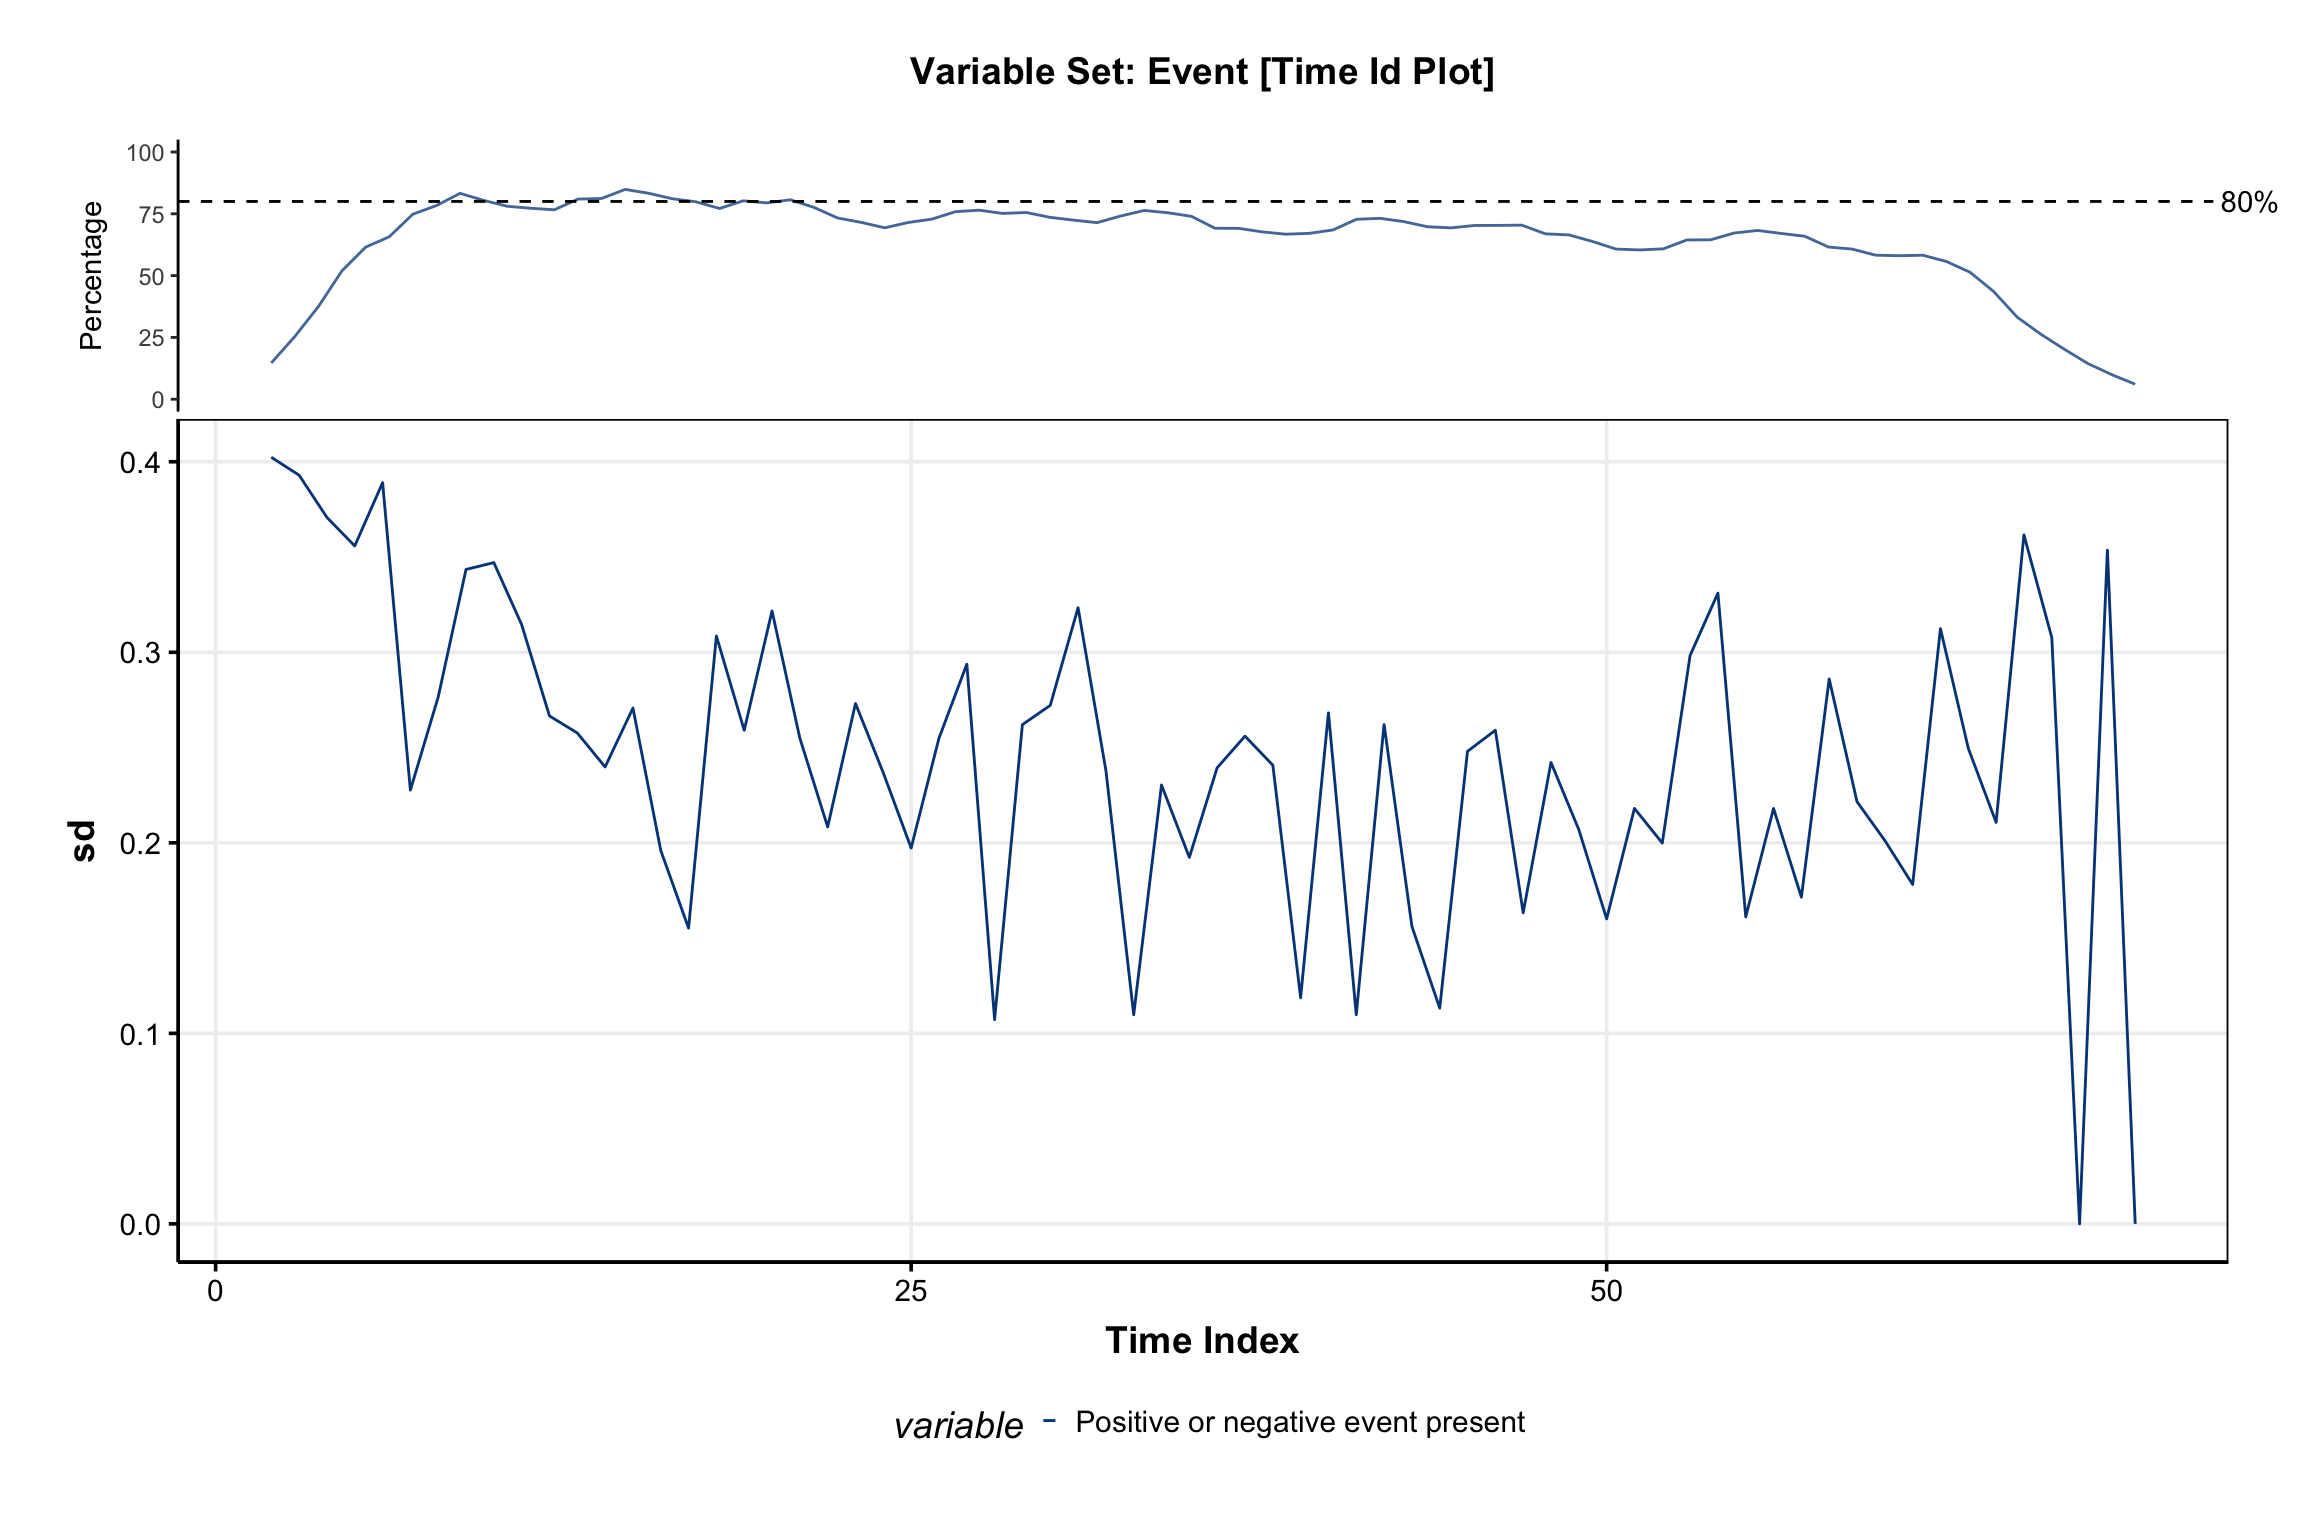 Variable Set: Event [Time Id Plot]
100
75
50
25
0
Percentage
80%
0.4
0.3
0.2
0.1
0.0
sd
0
25
50
Time Index
variable Positive or negative event present